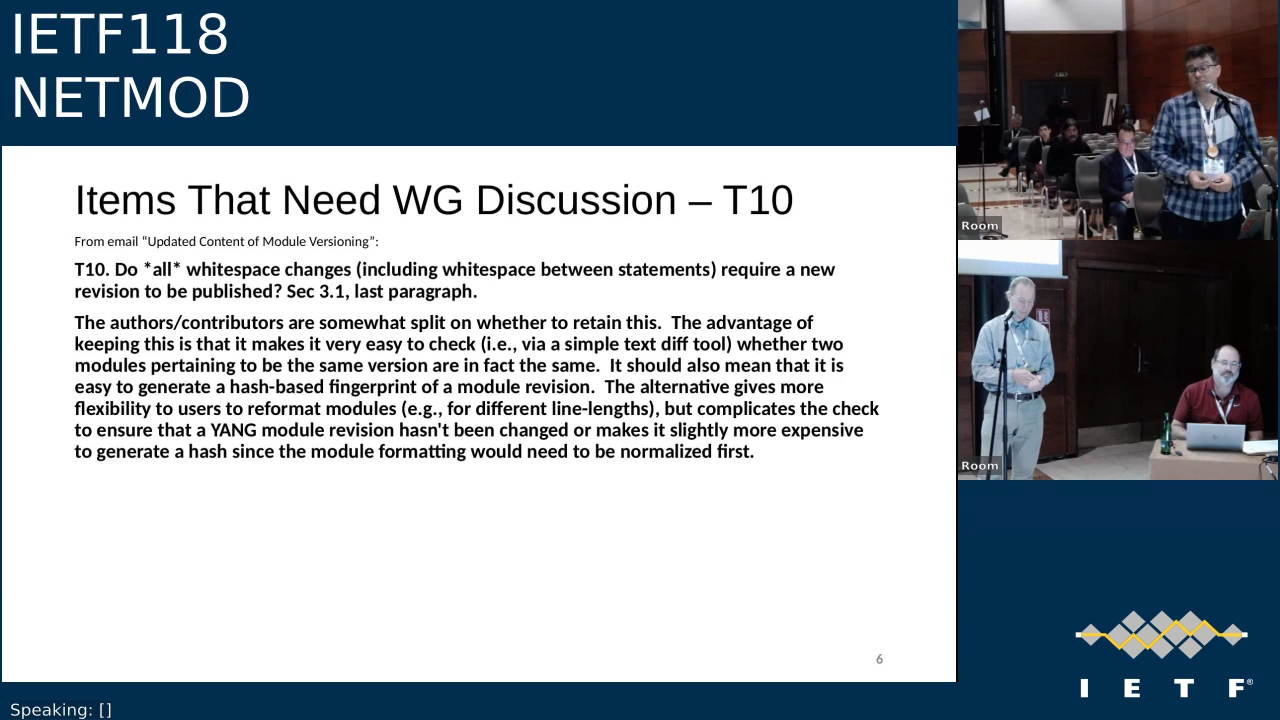 IETF118
NETMOD
Items That Need WG Discussion – T10
From email “Updated Content of Module Versioning”:
T10. Do *all* whitespace changes (including whitespace between statements) require a new
revision to be published? Sec 3.1, last paragraph.
The authors/contributors are somewhat split on whether to retain this.  The advantage of
keeping this is that it makes it very easy to check (i.e., via a simple text diff tool) whether two
modules pertaining to be the same version are in fact the same.  It should also mean that it is
easy to generate a hash-based fingerprint of a module revision.  The alternative gives more
flexibility to users to reformat modules (e.g., for different line-lengths), but complicates the check
to ensure that a YANG module revision hasn't been changed or makes it slightly more expensive
to generate a hash since the module formatting would need to be normalized first.
6
Room
Room
I E T F®
Speaking: []